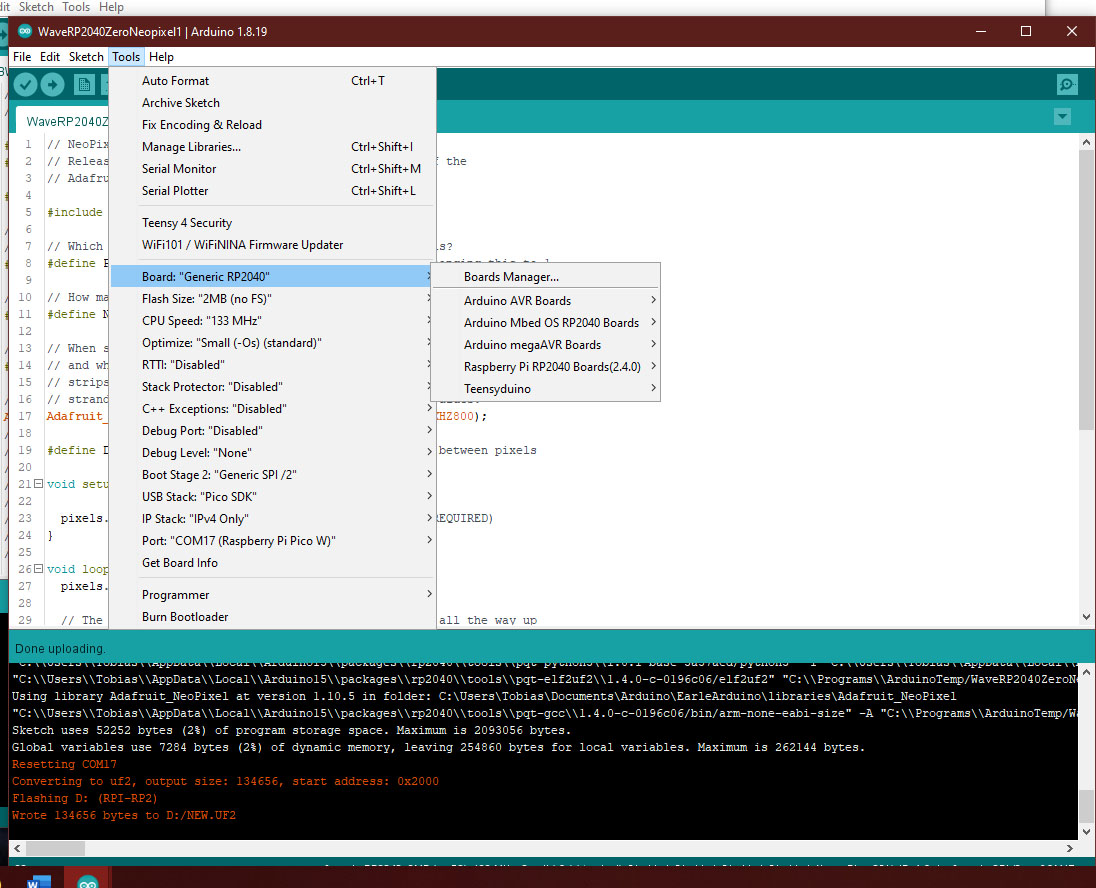 dit Sketch Tools Help
WaveRP2040ZeroNeopixel1 | Arduino 1.8.19
File Edit Sketch Tools Help
WaveRP2040Z
Auto Format Ctrl+T
Archive Sketch
Fix Encoding & Reload
Manage Libraries... Ctrl+Shift+I
Serial Monitor Ctrl+Shift+M
Serial Plotter Ctrl+Shift+L
Teensy 4 Security
WiFi101 / WiFiNINA Firmware Updater
Board: "Generic RP2040"
Flash Size: "2MB (no FS)"
CPU Speed: "133 MHz"
Optimize: "Small (-Os) (standard)"
RTTI: "Disabled"
Stack Protector: "Disabled"
C++ Exceptions: "Disabled"
Debug Port: "Disabled"
Debug Level: "None"
Boot Stage 2: "Generic SPI /2"
USB Stack: "Pico SDK"
IP Stack: "IPv4 Only"
Port: "COM17 (Raspberry Pi Pico W)"
Get Board Info
Programmer
Burn Bootloader
Boards Manager...
Arduino AVR Boards
Arduino Mbed OS RP2040 Boards
Arduino megaAVR Boards
Raspberry Pi RP2040 Boards(2.4.0)
Teensyduino
1 // NeoPix
2 // Releas f the
3 // Adafru
4
5 #include
6
7 // Which s?
8 #define P
9
10 // How ma
11 #define N
12
13 // When s
14 // and wh
15 // strips
16 // strand
17 Adafruit_ KHZ800);
18
19 #define D between pixels
20
21 void setu
22
23 pixels. REQUIRED)
24 }
25
26 void loop
27 pixels.
28
29 // The all the way up
Done uploading.
"C:\\Users\\Tobias\\AppData\\Local\\Arduino15\\packages\\rp2040\\tools\\pqt-elf2uf2\\1.4.0-c-0196c06/elf2uf2" "C:\\Programs\\ArduinoTemp/WaveRP2040ZeroNe
Using library Adafruit_NeoPixel at version 1.10.5 in folder: C:\Users\Tobias\Documents\Arduino\EarleArduino\libraries\Adafruit_NeoPixel
"C:\\Users\\Tobias\\AppData\\Local\\Arduino15\\packages\\rp2040\\tools\\pqt-gcc\\1.4.0-c-0196c06/bin/arm-none-eabi-size" -A "C:\\Programs\\ArduinoTemp/Wa
Sketch uses 52252 bytes (2%) of program storage space. Maximum is 2093056 bytes.
Global variables use 7284 bytes (2%) of dynamic memory, leaving 254860 bytes for local variables. Maximum is 262144 bytes.
Resetting COM17
Converting to uf2, output size: 134656, start address: 0x2000
Flashing D: (RPI-RP2)
Wrote 134656 bytes to D:/NEW.UF2